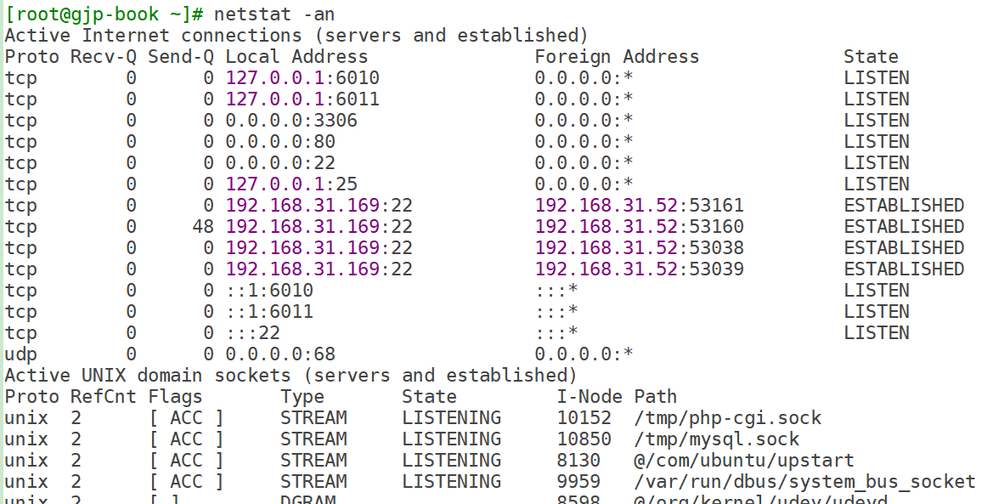 [root@gjp-book ~]# netstat -an
Active Internet connections (servers and established)
Proto Recv-Q Send-Q Local Address               Foreign Address             State
tcp        0      0 127.0.0.1:6010              0.0.0.0:*                   LISTEN
tcp        0      0 127.0.0.1:6011              0.0.0.0:*                   LISTEN
tcp        0      0 0.0.0.0:3306                0.0.0.0:*                   LISTEN
tcp        0      0 0.0.0.0:80                  0.0.0.0:*                   LISTEN
tcp        0      0 0.0.0.0:22                  0.0.0.0:*                   LISTEN
tcp        0      0 127.0.0.1:25                0.0.0.0:*                   LISTEN
tcp        0      0 192.168.31.169:22           192.168.31.52:53161         ESTABLISHED
tcp        0     48 192.168.31.169:22           192.168.31.52:53160         ESTABLISHED
tcp        0      0 192.168.31.169:22           192.168.31.52:53038         ESTABLISHED
tcp        0      0 192.168.31.169:22           192.168.31.52:53039         ESTABLISHED
tcp        0      0 ::1:6010                    :::*                        LISTEN
tcp        0      0 ::1:6011                    :::*                        LISTEN
tcp        0      0 :::22                       :::*                        LISTEN
udp        0      0 0.0.0.0:68                  0.0.0.0:*
Active UNIX domain sockets (servers and established)
Proto RefCnt Flags       Type       State         I-Node Path
unix  2      [ ACC ]     STREAM     LISTENING     10152  /tmp/php-cgi.sock
unix  2      [ ACC ]     STREAM     LISTENING     10850  /tmp/mysql.sock
unix  2      [ ACC ]     STREAM     LISTENING     8130   @/com/ubuntu/upstart
unix  2      [ ACC ]     STREAM     LISTENING     9959   /var/run/dbus/system_bus_socket
unix  2      [ ]         DGRAM                    8598   @/org/kernel/udev/udevd